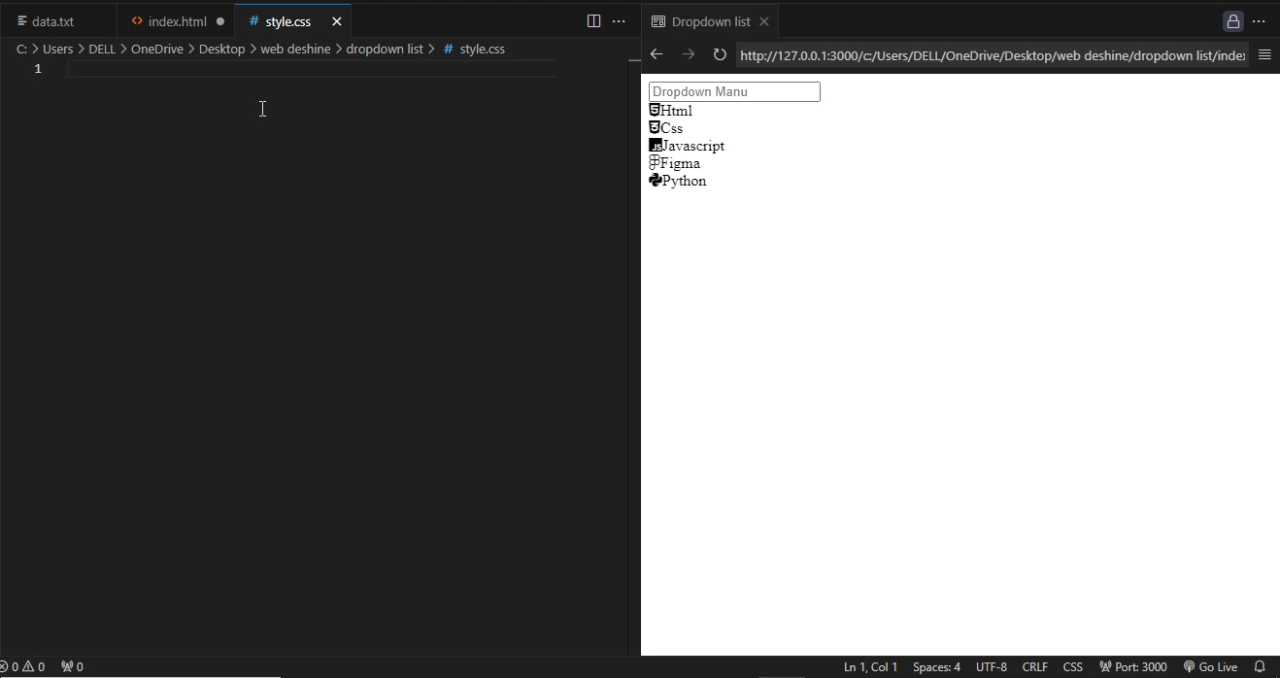 data.txt
index.html
# style.css
Dropdown list
C: > Users > DELL > OneDrive > Desktop > web deshine > dropdown list > # style.css
http://127.0.0.1:3000/c:/Users/DELL/OneDrive/Desktop/web deshine/dropdown list/index
1
Dropdown Manu
Html
Css
JS Javascript
Figma
Python
0 0 0
Ln 1, Col 1 Spaces: 4 UTF-8 CRLF CSS Port: 3000 Go Live